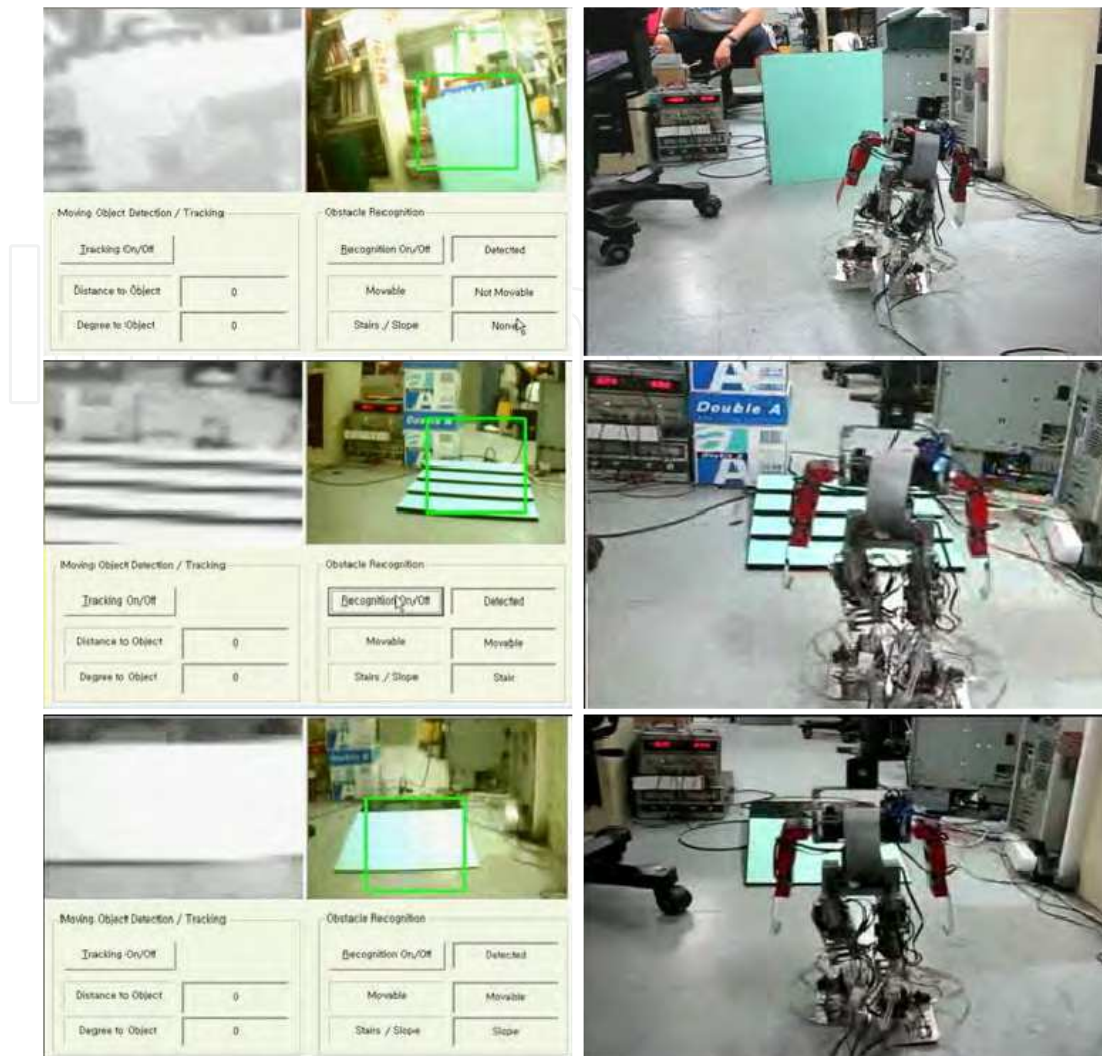 Moving Object Detection / Tracking
Obstacle Recognition
Tracking On/Off
Recognition On/Off
Detected
Distance to Object
0
Movable
Not Movable
Degree to Object
0
Stairs / Slope
None
Double A
Moving Object Detection / Tracking
Obstacle Recognition
Tracking On/Off
Recognition On/Off
Detected
Distance to Object
0
Movable
Movable
Degree to Object
0
Stairs / Slope
Stair
A
Double A
Double A
Moving Object Detection / Tracking
Obstacle Recognition
Tracking On/Off
Recognition On/Off
Detected
Distance to Object
0
Movable
Movable
Degree to Object
0
Stairs / Slope
Slope